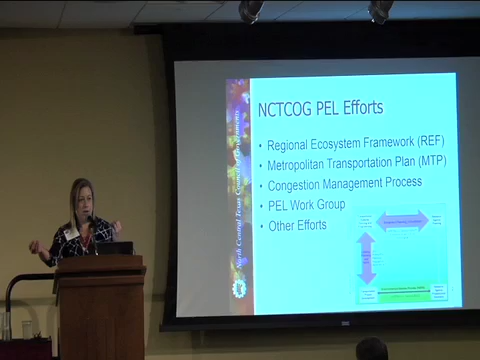 NCTCOG PEL Efforts
• Regional Ecosystem Framework (REF)
• Metropolitan Transportation Plan (MTP)
• Congestion Management Process
• PEL Work Group
• Other Efforts
North Central Texas Council of Governments